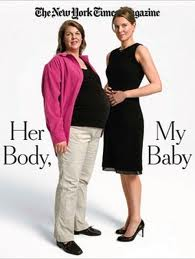 The New York Times Magazine
Her My
Body, Baby